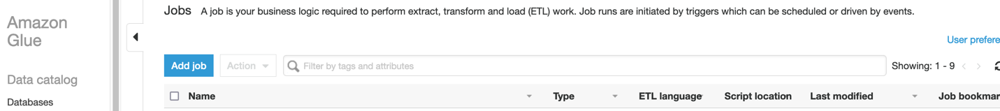 Amazon
Glue
Data catalog
Databases
Jobs A job is your business logic required to perform extract, transform and load (ETL) work. Job runs are initiated by triggers which can be scheduled or driven by events.
User prefere
Add job Action Filter by tags and attributes Showing: 1 - 9
Name Type ETL language Script location Last modified Job bookmar